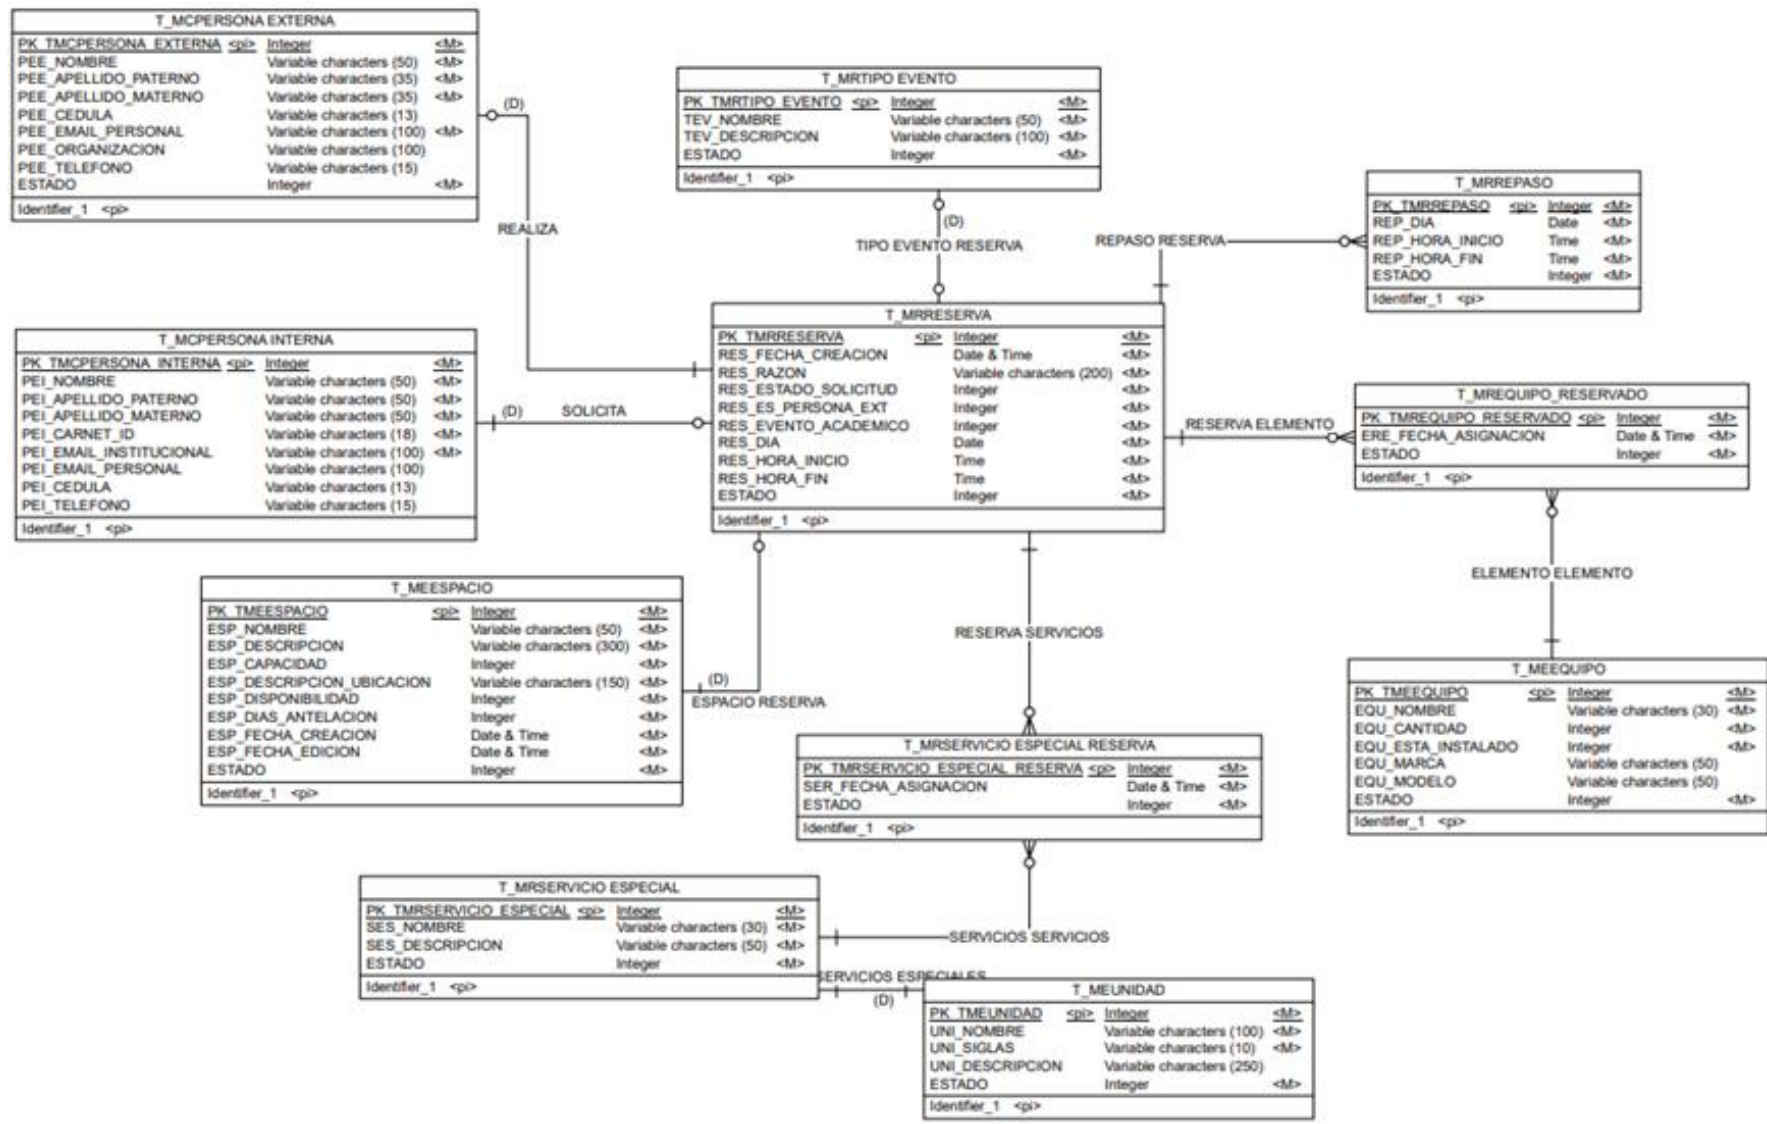 T_MCPERSONA EXTERNA
PK_TMCPERSONA_EXTERNA <pi> Integer <M>
PEE_NOMBRE Variable characters (50) <M>
PEE_APELLIDO_PATERNO Variable characters (35) <M>
PEE_APELLIDO_MATERNO Variable characters (35) <M>
PEE_CEDULA Variable characters (13)
PEE_EMAIL_PERSONAL Variable characters (100) <M>
PEE_ORGANIZACION Variable characters (100)
PEE_TELEFONO Variable characters (15)
ESTADO Integer <M>
Identifier_1 <pi>
(D)
REALIZA
T_MRTIPO EVENTO
PK_TMRTIPO_EVENTO <pi> Integer <M>
TEV_NOMBRE Variable characters (50) <M>
TEV_DESCRIPCION Variable characters (100) <M>
ESTADO Integer <M>
Identifier_1 <pi>
(D)
TIPO EVENTO RESERVA
REPASO RESERVA
T_MRREPASO
PK_TMRREPASO <pi> Integer <M>
REP_DIA Date <M>
REP_HORA_INICIO Time <M>
REP_HORA_FIN Time <M>
ESTADO Integer <M>
Identifier_1 <pi>
T_MCPERSONA INTERNA
PK_TMCPERSONA_INTERNA <pi> Integer <M>
PEI_NOMBRE Variable characters (50) <M>
PEI_APELLIDO_PATERNO Variable characters (50) <M>
PEI_APELLIDO_MATERNO Variable characters (50) <M>
PEI_CARNET_ID Variable characters (18) <M>
PEI_EMAIL_INSTITUCIONAL Variable characters (100) <M>
PEI_EMAIL_PERSONAL Variable characters (100)
PEI_CEDULA Variable characters (13)
PEI_TELEFONO Variable characters (15)
Identifier_1 <pi>
(D)
SOLICITA
T_MRRESERVA
PK_TMRRESERVA <pi> Integer <M>
RES_FECHA_CREACION Date & Time <M>
RES_RAZON Variable characters (200) <M>
RES_ESTADO_SOLICITUD Integer <M>
RES_ES_PERSONA_EXT Integer <M>
RES_EVENTO_ACADEMICO Integer <M>
RES_DIA Date <M>
RES_HORA_INICIO Time <M>
RES_HORA_FIN Time <M>
ESTADO Integer <M>
Identifier_1 <pi>
RESERVA ELEMENTO
T_MREQUIPO_RESERVADO
PK_TMREQUIPO_RESERVADO <pi> Integer <M>
ERE_FECHA_ASIGNACION Date & Time <M>
ESTADO Integer <M>
Identifier_1 <pi>
ELEMENTO ELEMENTO
T_MEESPACIO
PK_TMEESPACIO <pi> Integer <M>
ESP_NOMBRE Variable characters (50) <M>
ESP_DESCRIPCION Variable characters (300) <M>
ESP_CAPACIDAD Integer <M>
ESP_DESCRIPCION_UBICACION Variable characters (150) <M>
ESP_DISPONIBILIDAD Integer <M>
ESP_DIAS_ANTELACION Integer <M>
ESP_FECHA_CREACION Date & Time <M>
ESP_FECHA_EDICION Date & Time <M>
ESTADO Integer <M>
Identifier_1 <pi>
(D)
ESPACIO RESERVA
RESERVA SERVICIOS
T_MEEQUIPO
PK_TMEEQUIPO <pi> Integer <M>
EQU_NOMBRE Variable characters (30) <M>
EQU_CANTIDAD Integer <M>
EQU_ESTA_INSTALADO Integer <M>
EQU_MARCA Variable characters (50)
EQU_MODELO Variable characters (50)
ESTADO Integer <M>
Identifier_1 <pi>
T_MRSERVICIO ESPECIAL RESERVA
PK_TMRSERVICIO_ESPECIAL_RESERVA <pi> Integer <M>
SER_FECHA_ASIGNACION Date & Time <M>
ESTADO Integer <M>
Identifier_1 <pi>
T_MRSERVICIO ESPECIAL
PK_TMRSERVICIO_ESPECIAL <pi> Integer <M>
SES_NOMBRE Variable characters (30) <M>
SES_DESCRIPCION Variable characters (50) <M>
ESTADO Integer <M>
Identifier_1 <pi>
SERVICIOS SERVICIOS
SERVICIOS ESPECIALES
(D)
T_MEUNIDAD
PK_TMEUNIDAD <pi> Integer <M>
UNI_NOMBRE Variable characters (100) <M>
UNI_SIGLAS Variable characters (10) <M>
UNI_DESCRIPCION Variable characters (250)
ESTADO Integer <M>
Identifier_1 <pi>